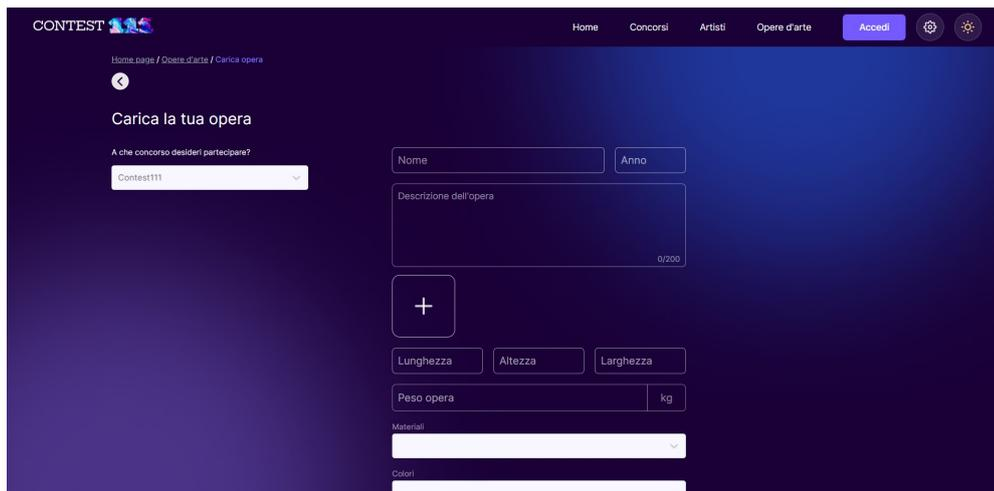 CONTEST 111
Home Concorsi Artisti Opere d'arte Accedi
Home page / Opere d'arte / Carica opera
Carica la tua opera
A che concorso desideri partecipare?
Contest111
Nome Anno
Descrizione dell'opera
0/200
Lunghezza Altezza Larghezza
Peso opera kg
Materiali
Colori